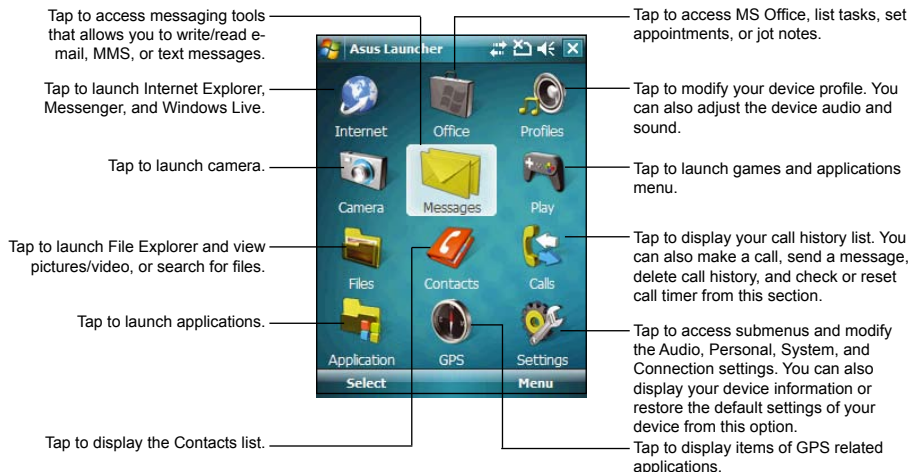 Tap to access messaging tools
that allows you to write/read e-
mail, MMS, or text messages.
Tap to launch Internet Explorer,
Messenger, and Windows Live.
Tap to launch camera.
Tap to launch File Explorer and view
pictures/video, or search for files.
Tap to launch applications.
Tap to display the Contacts list.
Asus Launcher
Internet
Office
Profiles
Camera
Messages
Play
Files
Contacts
Calls
Application
GPS
Settings
Select
Menu
Tap to access MS Office, list tasks, set
appointments, or jot notes.
Tap to modify your device profile. You
can also adjust the device audio and
sound.
Tap to launch games and applications
menu.
Tap to display your call history list. You
can also make a call, send a message,
delete call history, and check or reset
call timer from this section.
Tap to access submenus and modify
the Audio, Personal, System, and
Connection settings. You can also
display your device information or
restore the default settings of your
device from this option.
Tap to display items of GPS related
applications.